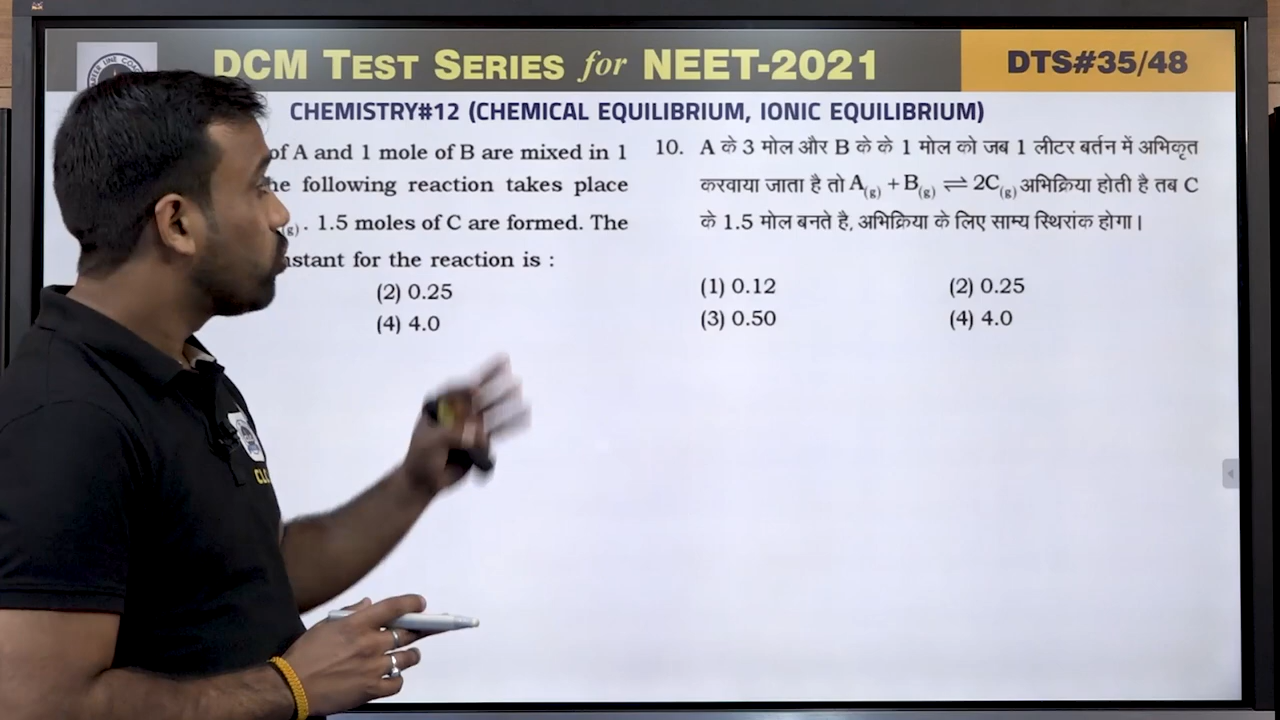 DCM TEST SERIES for NEET-2021
DTS#35/48
CHEMISTRY#12 (CHEMICAL EQUILIBRIUM, IONIC EQUILIBRIUM)
of A and 1 mole of B are mixed in 1
following reaction takes place
(g). 1.5 moles of C are formed. The
for the reaction is :
(2) 0.25
(4) 4.0
10. A के 3 मोल और B के के 1 मोल को जब 1 लीटर बर्तन में अभिकृत
करवाया जाता है तो A(g) + B(g) ⇌ 2C(g) अभिक्रिया होती है तब C
के 1.5 मोल बनते है, अभिक्रिया के लिए साम्य स्थिरांक होगा।
(1) 0.12 (2) 0.25
(3) 0.50 (4) 4.0